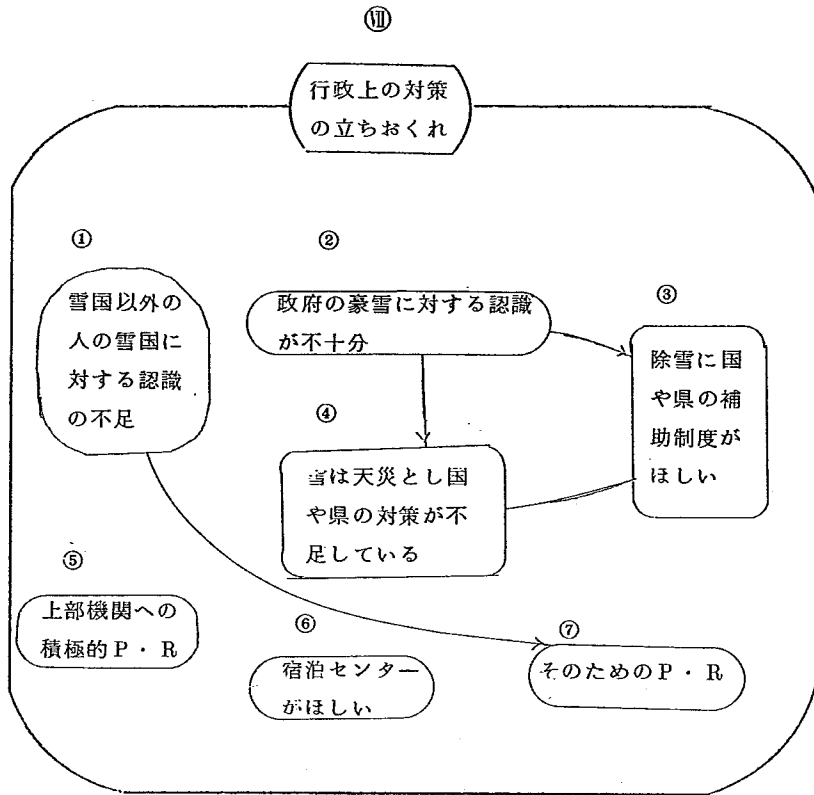 Ⅶ
行政上の対策
の立ちおくれ
①
雪国以外の
人の雪国に
対する認識
の不足
②
政府の豪雪に対する認識
が不十分
③
除雪に国
や県の補
助制度が
ほしい
④
雪は天災とし国
や県の対策が不
足している
⑤
上部機関への
積極的P・R
⑥
宿泊センター
がほしい
⑦
そのためのP・R